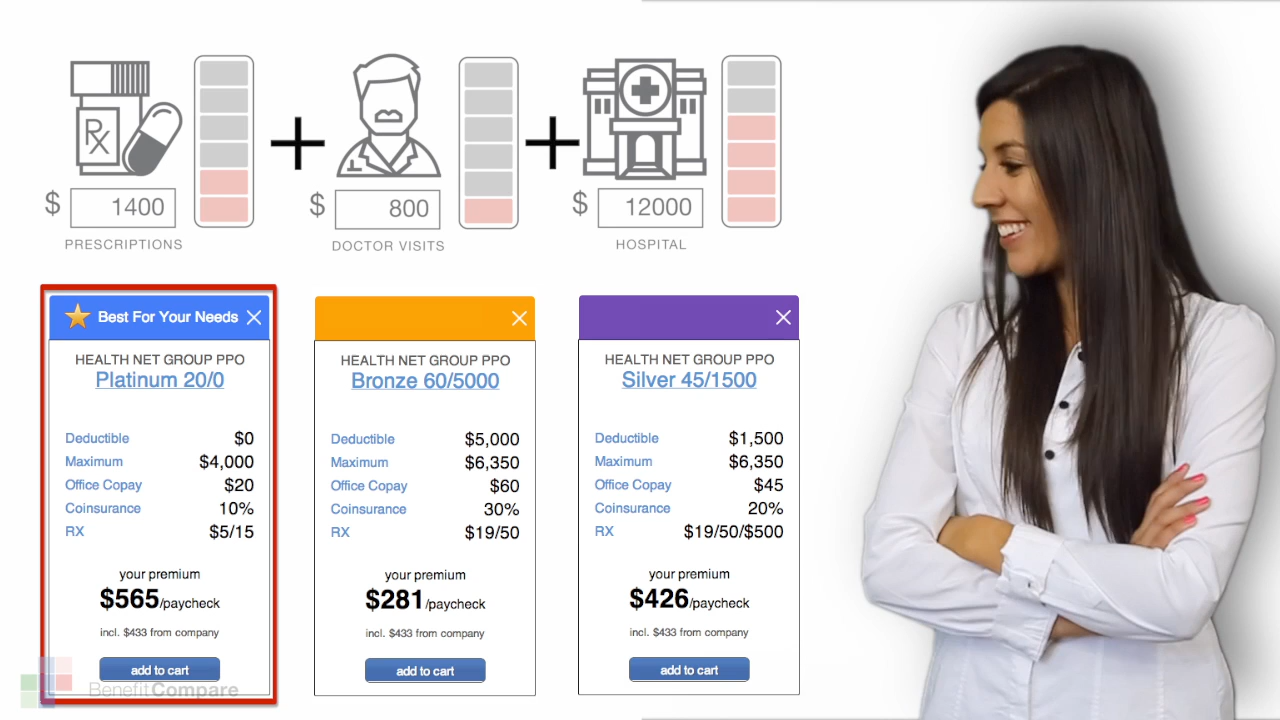 Rx
$ 1400
PRESCRIPTIONS
$ 800
DOCTOR VISITS
$ 12000
HOSPITAL
Best For Your Needs
HEALTH NET GROUP PPO
Platinum 20/0
Deductible $0
Maximum $4,000
Office Copay $20
Coinsurance 10%
RX $5/15
your premium
$565/paycheck
incl. $433 from company
add to cart
HEALTH NET GROUP PPO
Bronze 60/5000
Deductible $5,000
Maximum $6,350
Office Copay $60
Coinsurance 30%
RX $19/50
your premium
$281/paycheck
incl. $433 from company
add to cart
HEALTH NET GROUP PPO
Silver 45/1500
Deductible $1,500
Maximum $6,350
Office Copay $45
Coinsurance 20%
RX $19/50/$500
your premium
$426/paycheck
incl. $433 from company
add to cart
BenefitCompare